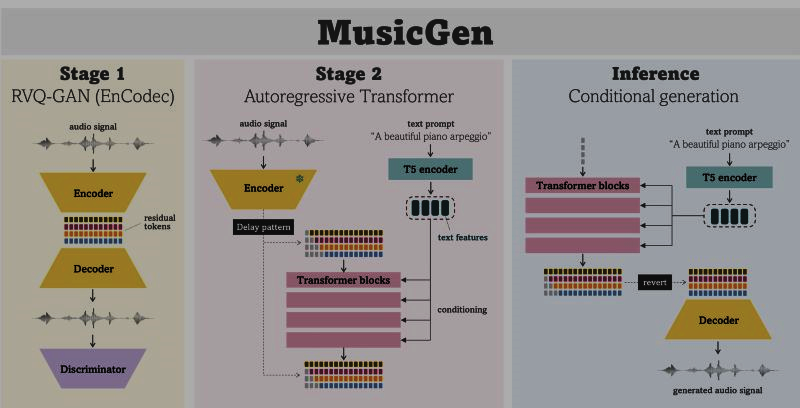 MusicGen
Stage 1
RVQ-GAN (EnCodec)
audio signal
Encoder
residual
tokens
Decoder
Discriminator
Stage 2
Autoregressive Transformer
audio signal
text prompt
“A beautiful piano arpeggio”
T5 encoder
Encoder
Delay pattern
text features
Transformer blocks
conditioning
Inference
Conditional generation
text prompt
“A beautiful piano arpeggio”
T5 encoder
Transformer blocks
revert
Decoder
generated audio signal